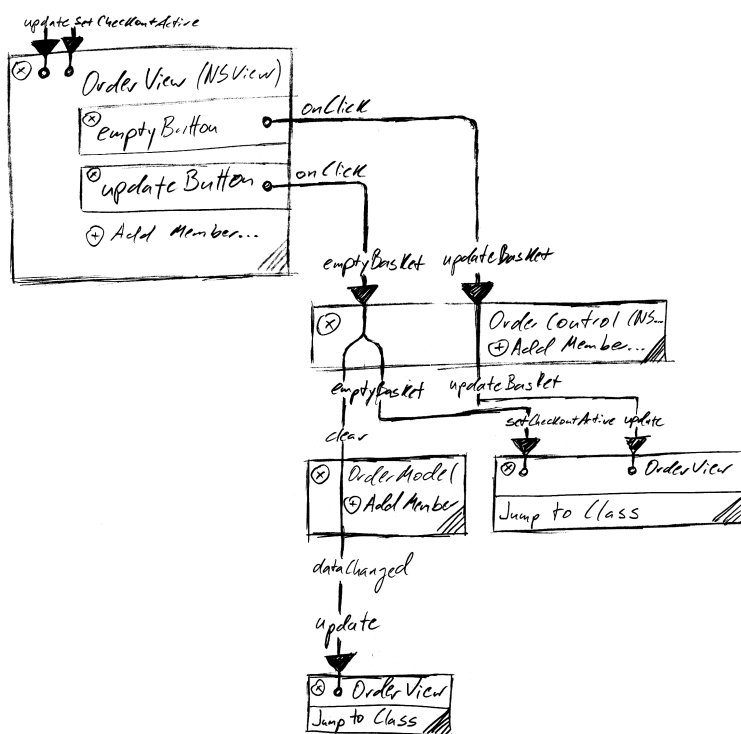 update setCheckoutActive
Order View (NSView)
emptyButton
onClick
updateButton
onClick
Add Member...
emptyBasket updateBasket
Order Control (NS...
Add Member...
emptyBasket updateBasket
setCheckoutActive update
clear
OrderModel
Add Member
OrderView
Jump to Class
dataChanged
update
OrderView
Jump to Class